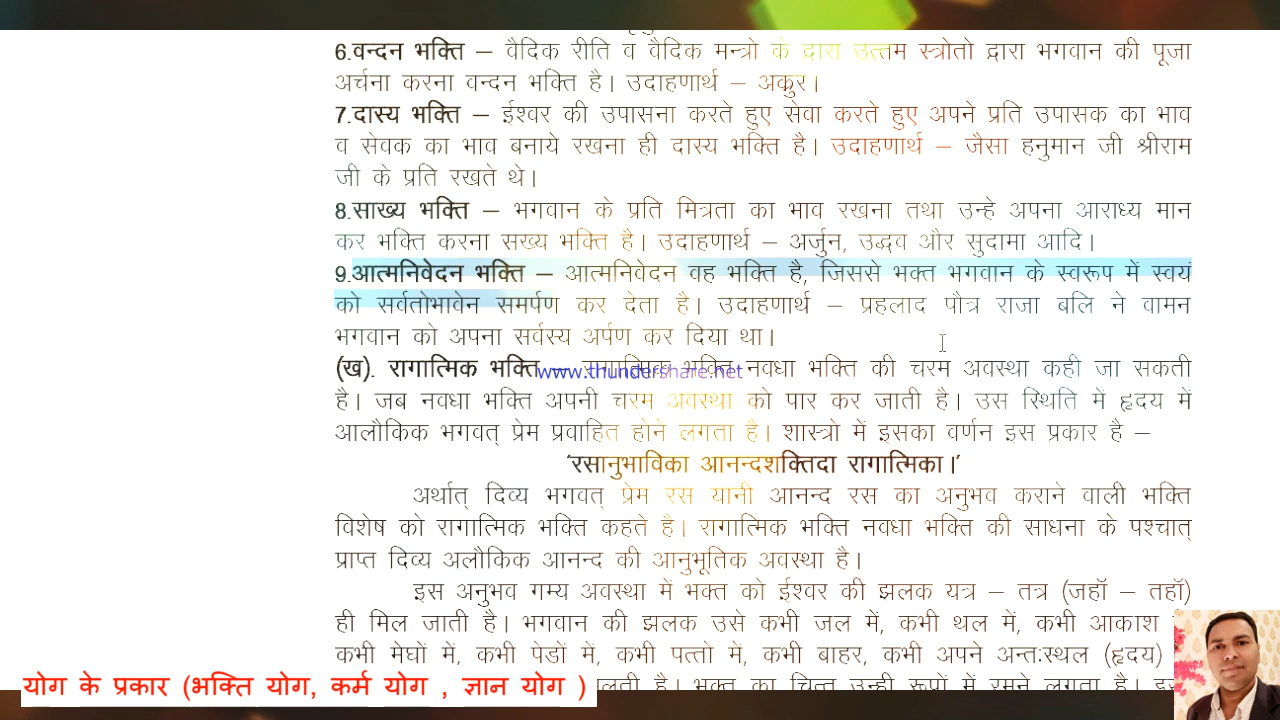 6.वन्दन भक्ति – वैदिक रीति व वैदिक मन्त्रो के द्वारा उत्तम स्त्रोतो द्वारा भगवान की पूजा
अर्चना करना वन्दन भक्ति है। उदाहणार्थ – अकुर।
7.दास्य भक्ति – ईश्वर की उपासना करते हुए सेवा करते हुए अपने प्रति उपासक का भाव
व सेवक का भाव बनाये रखना ही दास्य भक्ति है। उदाहणार्थ – जैसा हनुमान जी श्रीराम
जी के प्रति रखते थे।
8.साख्य भक्ति – भगवान के प्रति मित्रता का भाव रखना तथा उन्हे अपना आराध्य मान
कर भक्ति करना सख्य भक्ति है। उदाहणार्थ – अर्जुन, उद्धव और सुदामा आदि।
9.आत्मनिवेदन भक्ति – आत्मनिवेदन वह भक्ति है, जिससे भक्त भगवान के स्वरूप में स्वयं
को सर्वतोभावेन समर्पण कर देता है। उदाहणार्थ – प्रहलाद पौत्र राजा बलि ने वामन
भगवान को अपना सर्वस्य अर्पण कर दिया था।
(ख). रागात्मिक भक्ति – रागात्मिक भक्ति नवधा भक्ति की चरम अवस्था कही जा सकती
www.thundershare.net
है। जब नवधा भक्ति अपनी चरम अवस्था को पार कर जाती है। उस स्थिति में हृदय में
आलौकिक भगवत् प्रेम प्रवाहित होने लगता है। शास्त्रो में इसका वर्णन इस प्रकार है –
‘रसानुभाविका आनन्दशक्तिदा रागात्मिका।’
अर्थात् दिव्य भगवत् प्रेम रस यानी आनन्द रस का अनुभव कराने वाली भक्ति
विशेष को रागात्मिक भक्ति कहते है। रागात्मिक भक्ति नवधा भक्ति की साधना के पश्चात्
प्राप्त दिव्य अलौकिक आनन्द की आनुभूतिक अवस्था है।
इस अनुभव गम्य अवस्था में भक्त को ईश्वर की झलक यत्र – तत्र (जहॉ – तहॉ)
ही मिल जाती है। भगवान की झलक उसे कभी जल में, कभी थल में, कभी आकाश
कभी मेघों में, कभी पेडों में, कभी पत्तो में, कभी बाहर, कभी अपने अन्तःस्थल (हृदय)
है। भक्त का चित्त उन्ही रूपों में रमने लगता है।
योग के प्रकार (भक्ति योग, कर्म योग , ज्ञान योग )